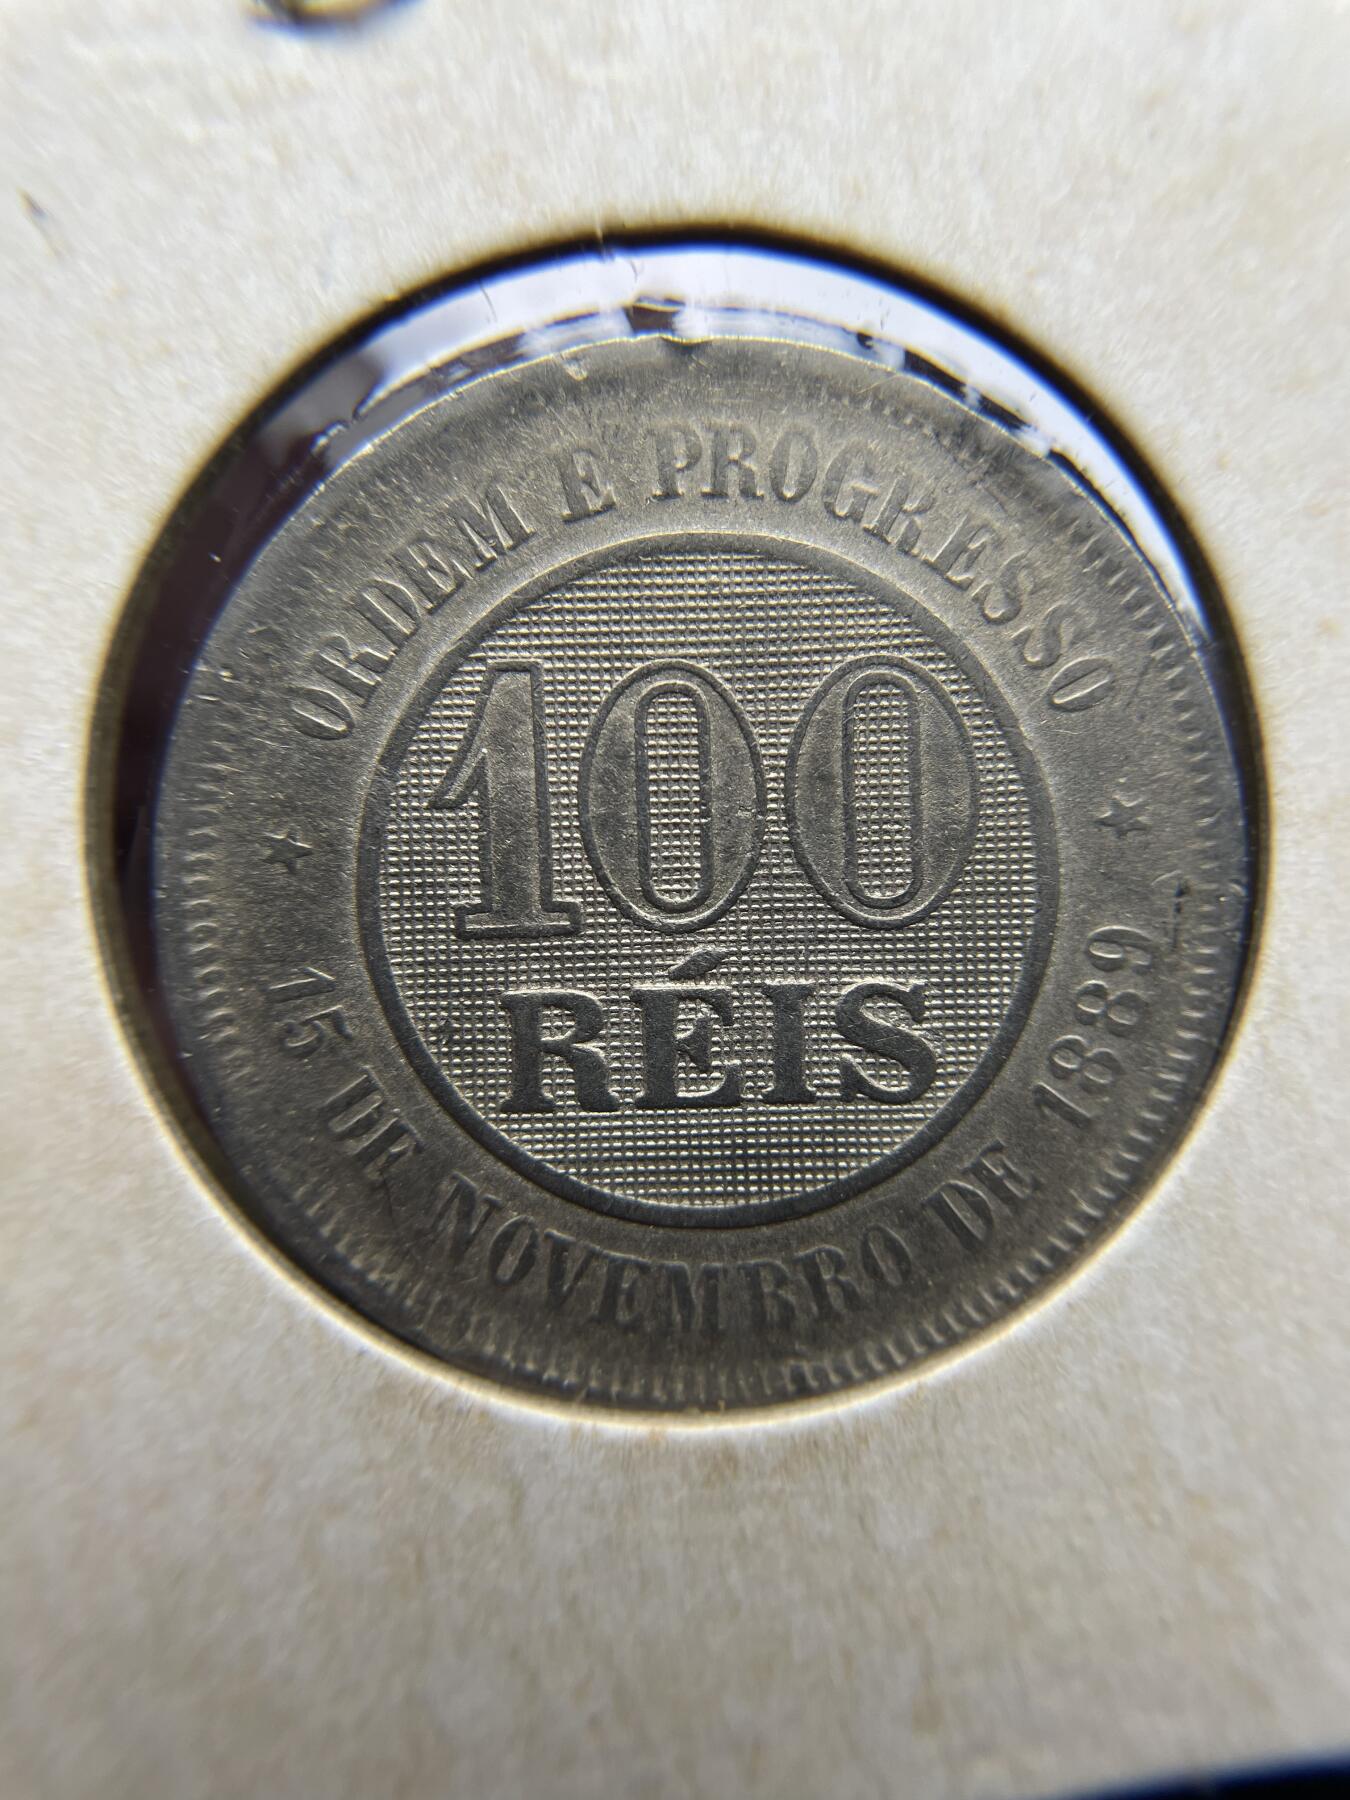 ORDEM E PROGRESSO
100
RÉIS
15 DE NOVEMBRO DE 1889